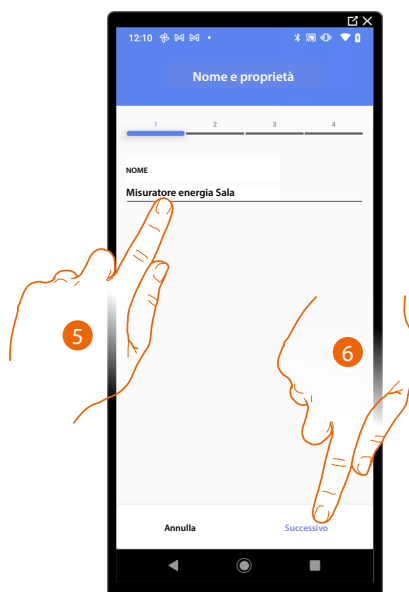 12:10
Nome e proprietà
1 2 3 4
NOME
Misuratore energia Sala
5
6
Annulla Successivo